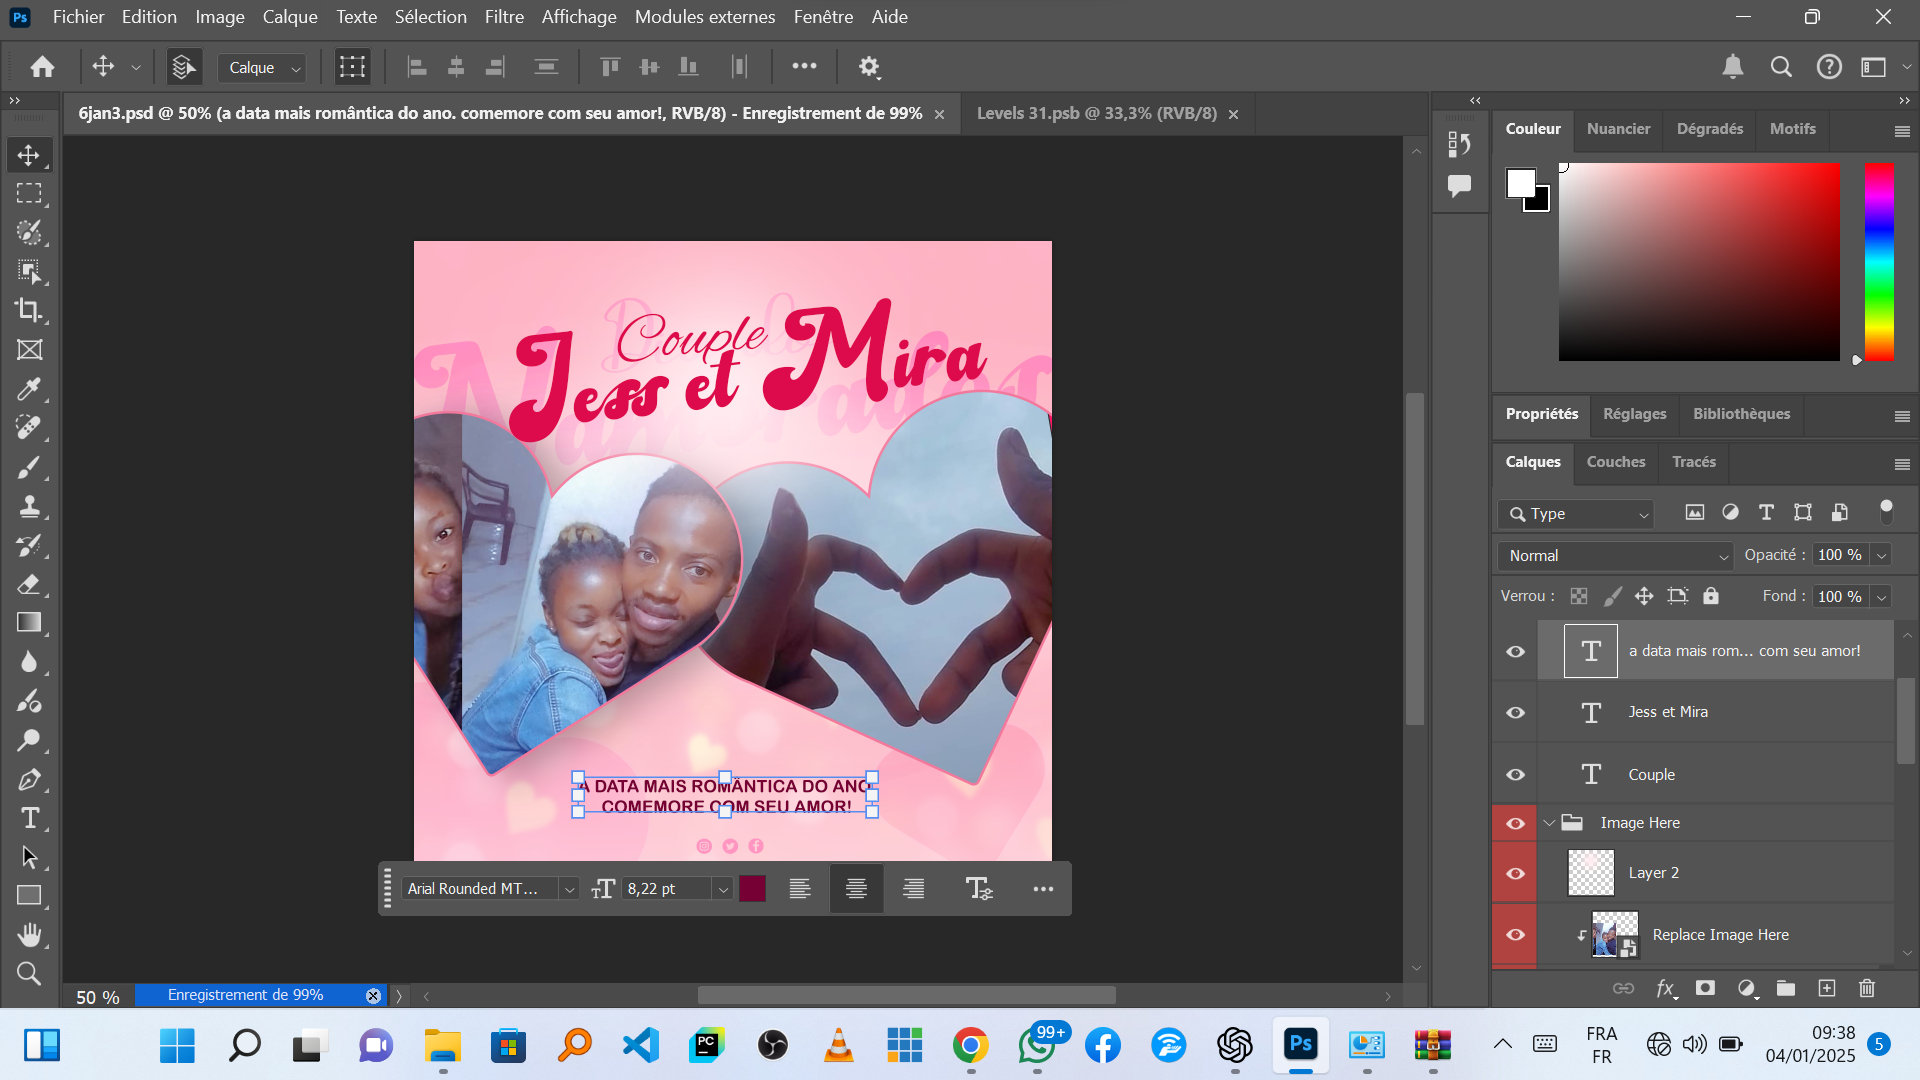 Ps Fichier Edition Image Calque Texte Sélection Filtre Affichage Modules externes Fenêtre Aide
Calque
6jan3.psd @ 50% (a data mais romântica do ano. comemore com seu amor!, RVB/8) - Enregistrement de 99%
Levels 31.psb @ 33,3% (RVB/8)
Couleur Nuancier Dégradés Motifs
Couple
Jess et Mira
Propriétés Réglages Bibliothèques
Calques Couches Tracés
Type
Normal Opacité : 100 %
Verrou : Fond : 100 %
a data mais rom... com seu amor!
Jess et Mira
Couple
Image Here
Layer 2
Replace Image Here
A DATA MAIS ROMÂNTICA DO ANO
COMEMORE COM SEU AMOR!
Arial Rounded MT... 8,22 pt
50 % Enregistrement de 99%
99+
PC
Ps
FRA
FR
09:38
04/01/2025
5